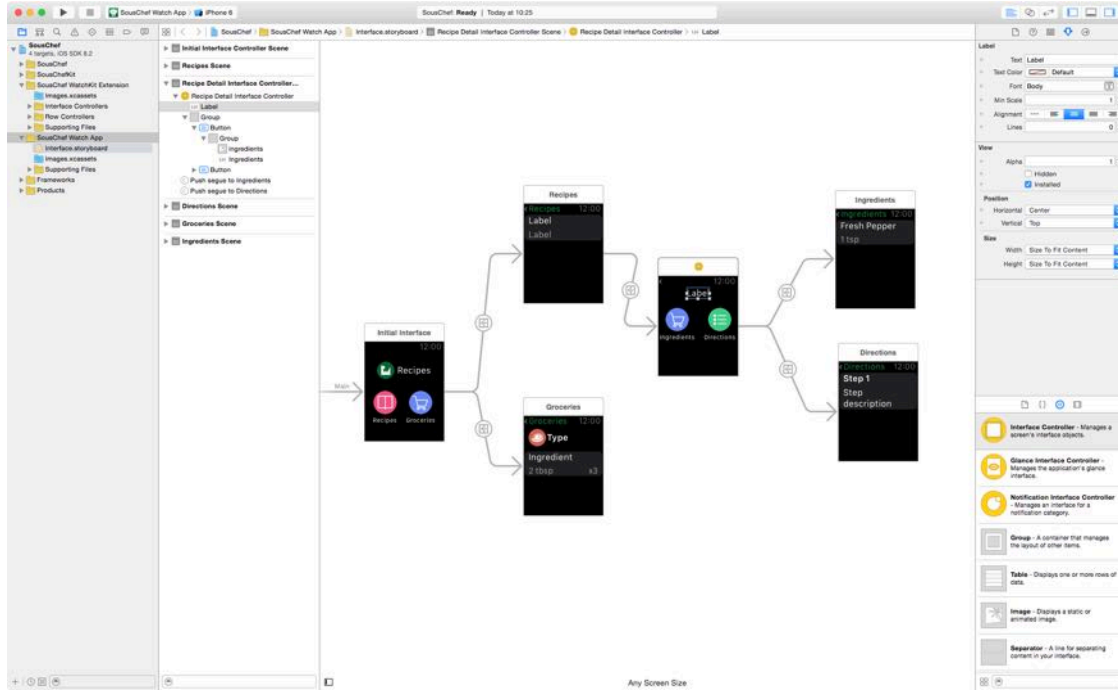 SousChef Watch App
iPhone 6
SousChef: Ready | Today at 10:25
SousChef
4 targets, iOS SDK 8.2
SousChef
SousChefKit
SousChef WatchKit Extension
Images.xcassets
Interface Controllers
Row Controllers
Supporting Files
SousChef Watch App
Interface.storyboard
Images.xcassets
Supporting Files
Frameworks
Products
SousChef
SousChef Watch App
Interface.storyboard
Recipe Detail Interface Controller Scene
Recipe Detail Interface Controller
Label
Initial Interface Controller Scene
Recipes Scene
Recipe Detail Interface Controller...
Recipe Detail Interface Controller
Label
Group
Button
Group
ingredients
Ingredients
Button
Push segue to Ingredients
Push segue to Directions
Directions Scene
Groceries Scene
Ingredients Scene
Main
Initial Interface
12:00
Recipes
Recipes
Groceries
Recipes
< Recipes 12:00
Label
Label
Groceries
< Groceries 12:00
Type
Ingredient
2 tbsp x3
< 12:00
Label
Ingredients
Directions
Ingredients
< Ingredients 12:00
Fresh Pepper
1 tsp
Directions
< Directions 12:00
Step 1
Step
description
Any Screen Size
Label
Text Label
Text Color Default
Font Body
Min Scale 1
Alignment
Lines 0
View
Alpha 1
Hidden
Installed
Position
Horizontal Center
Vertical Top
Size
Width Size To Fit Content
Height Size To Fit Content
Interface Controller - Manages a
screen's interface objects.
Glance Interface Controller -
Manages the application's glance
interface.
Notification Interface Controller
- Manages an interface for a
notification category.
Group - A container that manages
the layout of other items.
Table - Displays one or more rows of
data.
Image - Displays a static or
animated image.
Separator - A line for separating
content in your interface.